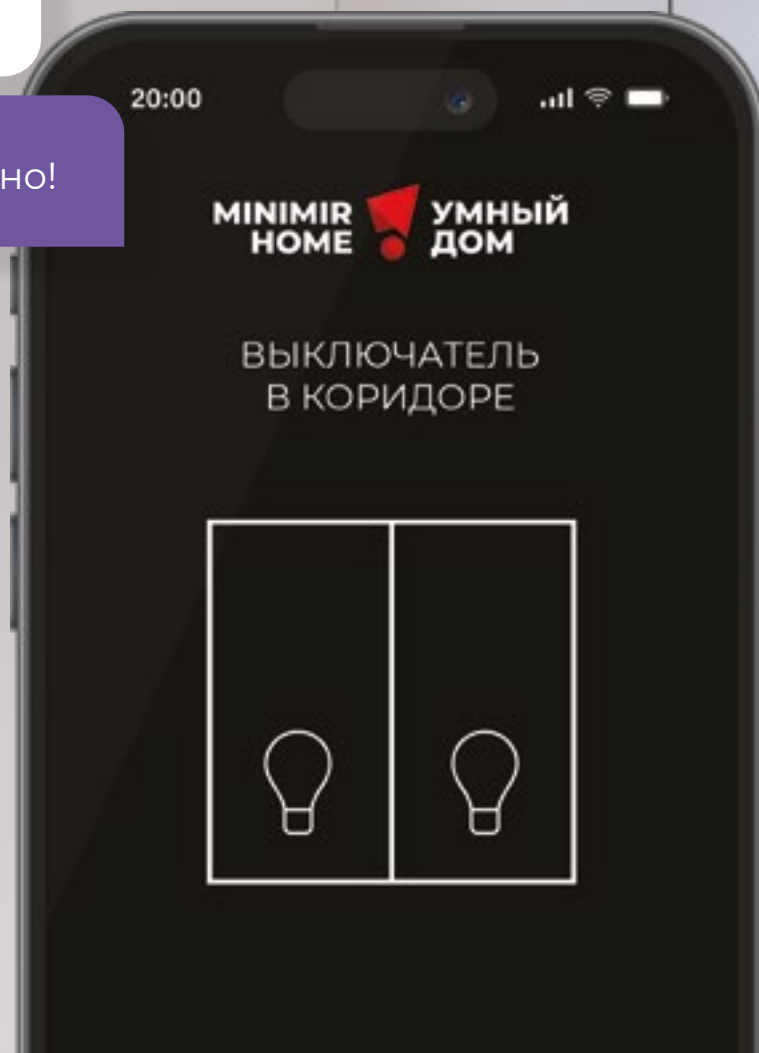 20:00
но!
MINIMIR УМНЫЙ
HOME ДОМ
ВЫКЛЮЧАТЕЛЬ
В КОРИДОРЕ